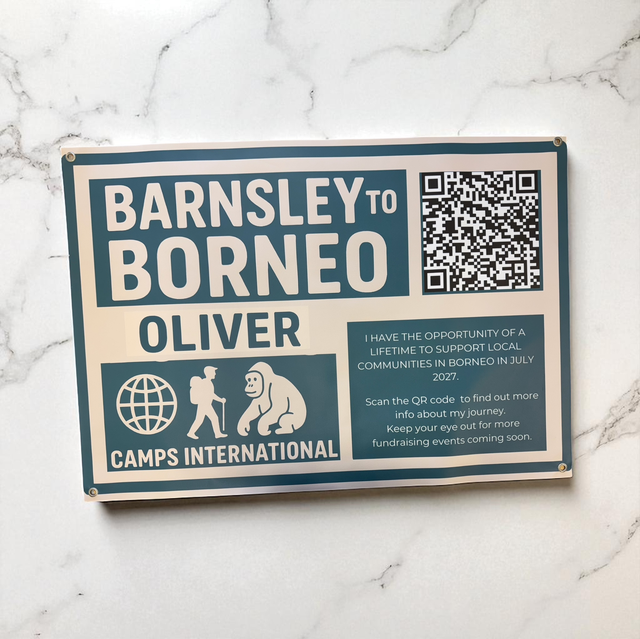 BARNSLEY TO
BORNEO
OLIVER
CAMPS INTERNATIONAL
I HAVE THE OPPORTUNITY OF A
LIFETIME TO SUPPORT LOCAL
COMMUNITIES IN BORNEO IN JULY
2027.
Scan the QR code to find out more
info about my journey.
Keep your eye out for more
fundraising events coming soon.